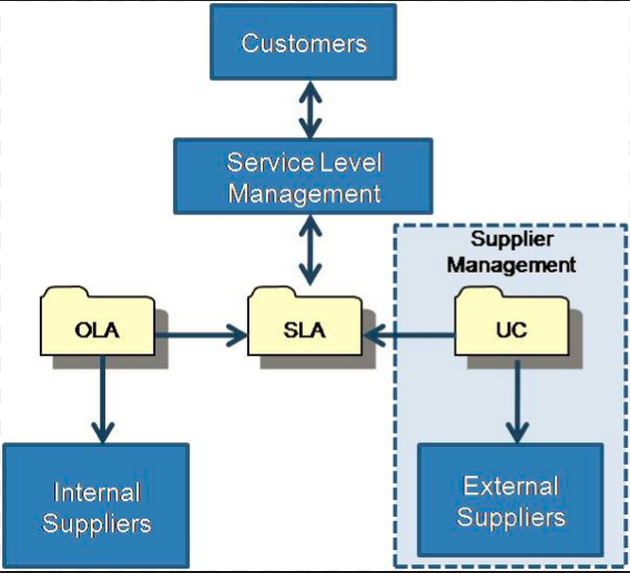 Customers
Service Level
Management
Supplier
Management
OLA
SLA
UC
Internal
Suppliers
External
Suppliers